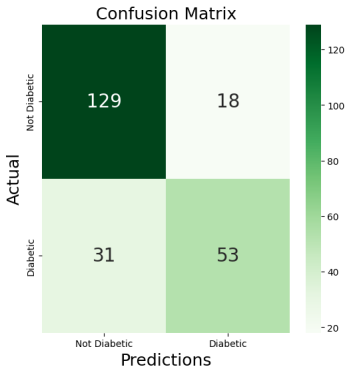 Confusion Matrix
Not Diabetic
129
18
120
100
80
60
40
20
Actual
Diabetic
31
53
Not Diabetic
Diabetic
Predictions